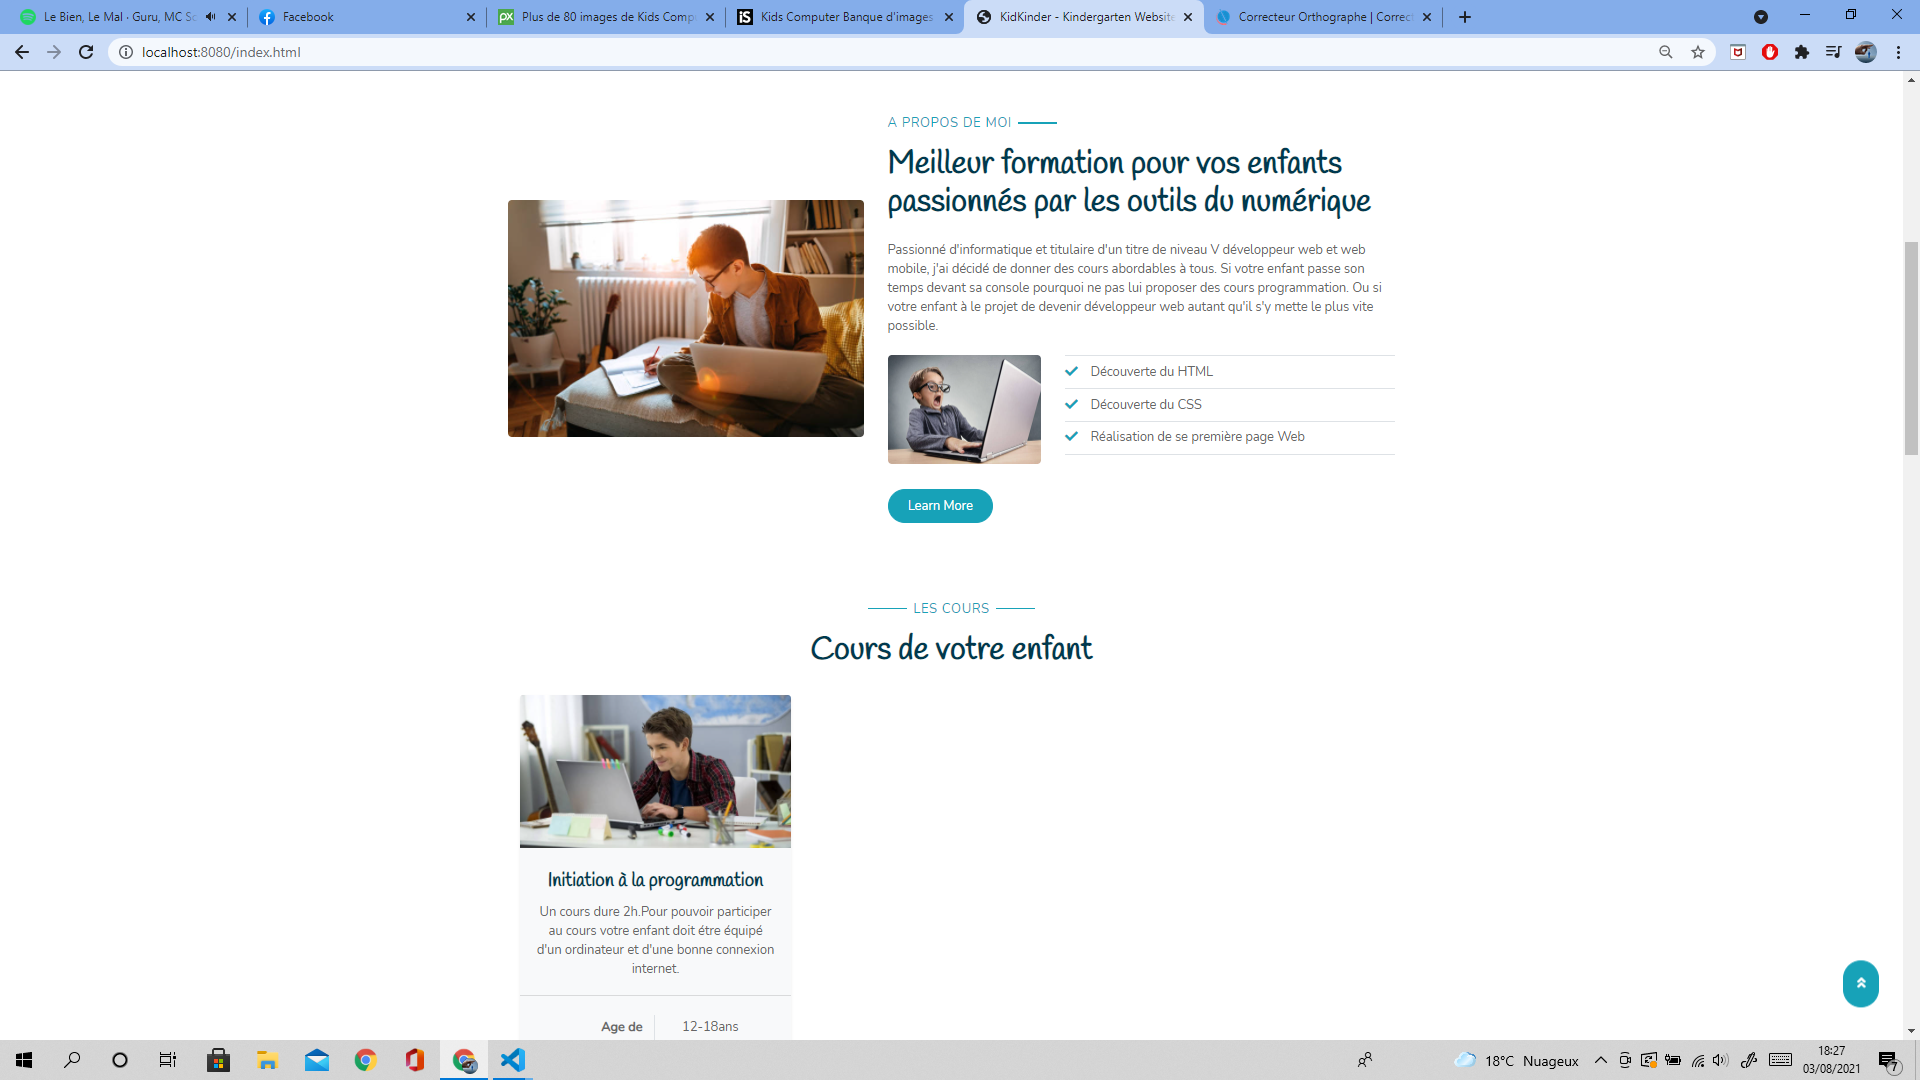 Le Bien, Le Mal · Guru, MC So
Facebook
Plus de 80 images de Kids Comp
Kids Computer Banque d'images
KidKinder - Kindergarten Website
Correcteur Orthographe | Correct
localhost:8080/index.html
A PROPOS DE MOI
Meilleur formation pour vos enfants
passionnés par les outils du numérique
Passionné d'informatique et titulaire d'un titre de niveau V développeur web et web
mobile, j'ai décidé de donner des cours abordables à tous. Si votre enfant passe son
temps devant sa console pourquoi ne pas lui proposer des cours programmation. Ou si
votre enfant à le projet de devenir développeur web autant qu'il s'y mette le plus vite
possible.
Découverte du HTML
Découverte du CSS
Réalisation de se première page Web
Learn More
LES COURS
Cours de votre enfant
Initiation à la programmation
Un cours dure 2h.Pour pouvoir participer
au cours votre enfant doit étre équipé
d'un ordinateur et d'une bonne connexion
internet.
Age de
12-18ans
18°C Nuageux
18:27
03/08/2021
7